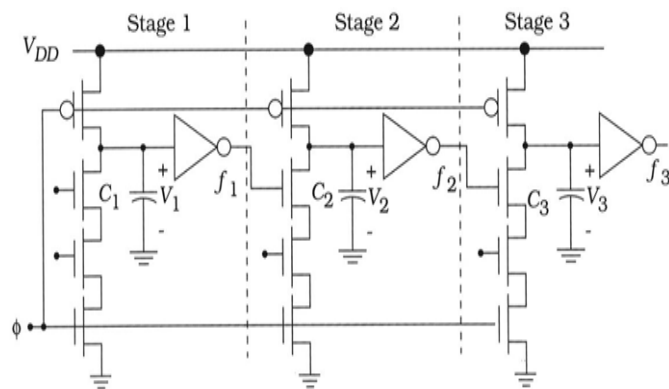 Stage 1
Stage 2
Stage 3
V_DD
+
C_1
V_1
-
f_1
+
C_2
V_2
-
f_2
+
C_3
V_3
-
f_3
ϕ